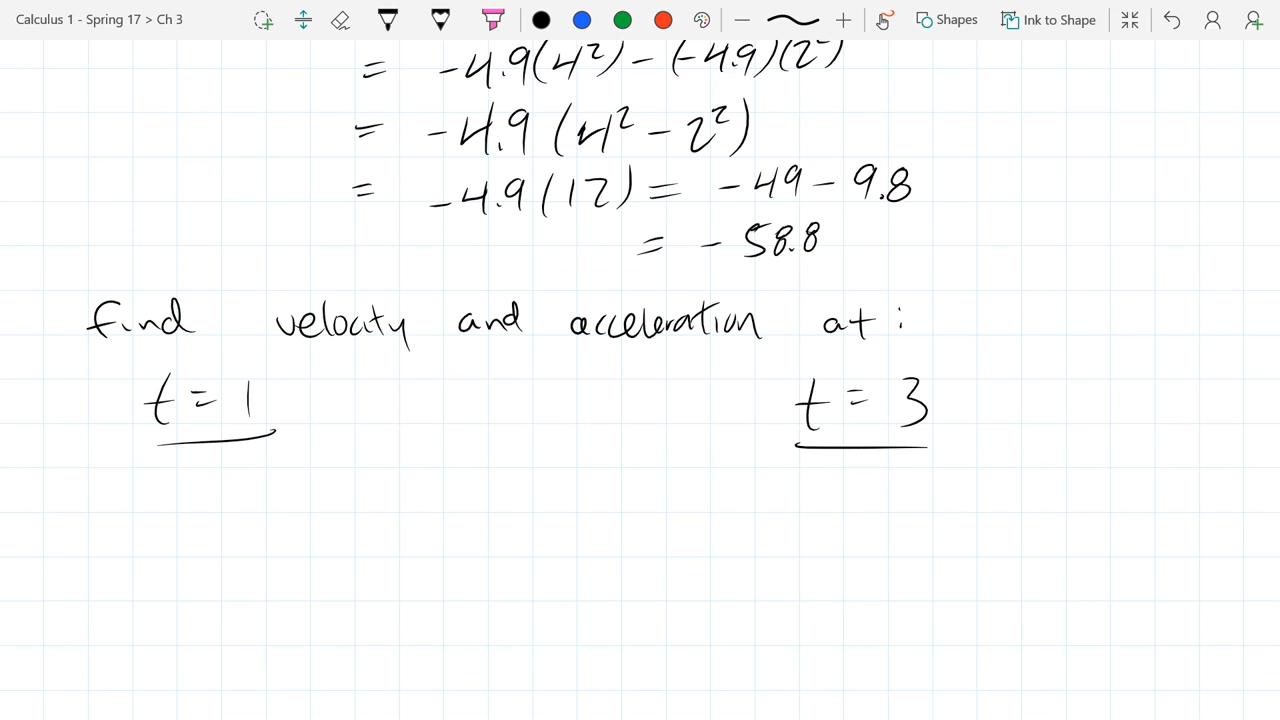 Calculus 1 - Spring 17 > Ch 3
Shapes
Ink to Shape
= -4.9(4²) - (-4.9)(2²)
= -4.9 (4² - 2²)
= -4.9 (12) = -49 - 9.8
= -58.8
find velocity and acceleration at:
t = 1
t = 3